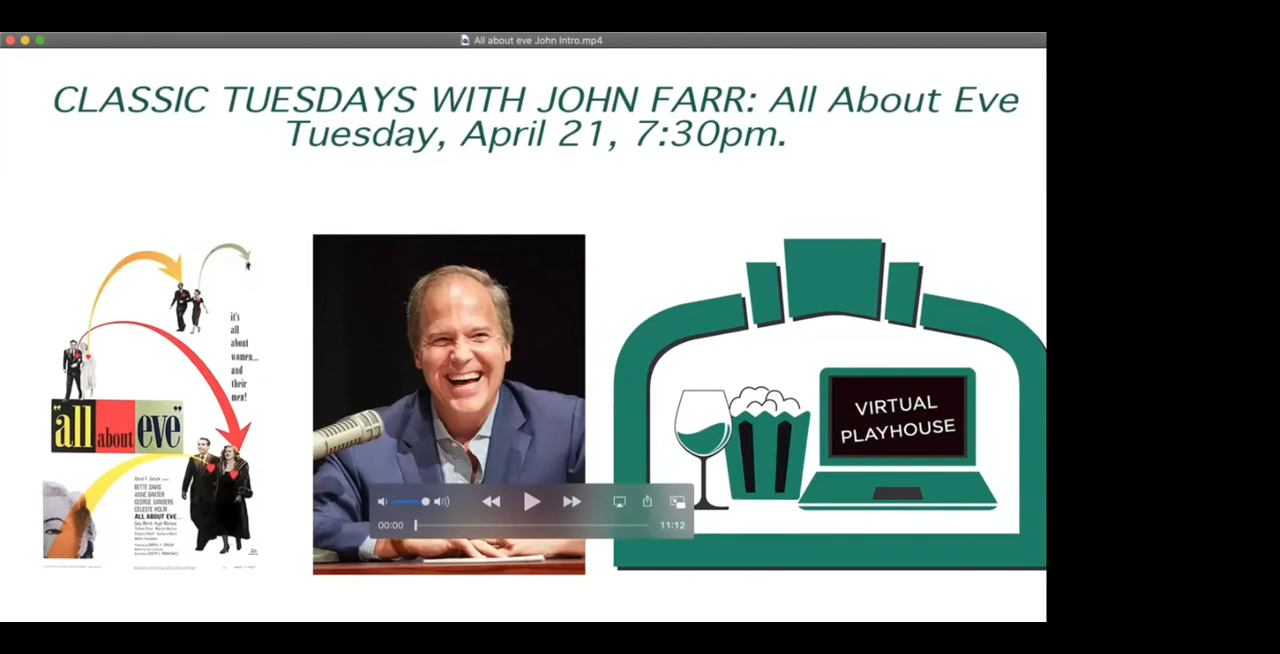 All about eve John Intro.mp4
CLASSIC TUESDAYS WITH JOHN FARR: All About Eve
Tuesday, April 21, 7:30pm.
it's
all
about
women...
and
their
men!
"all about eve"
BETTE DAVIS
ANNE BAXTER
GEORGE SANDERS
CELESTE HOLM
ALL ABOUT EVE...
VIRTUAL
PLAYHOUSE
00:00
11:12